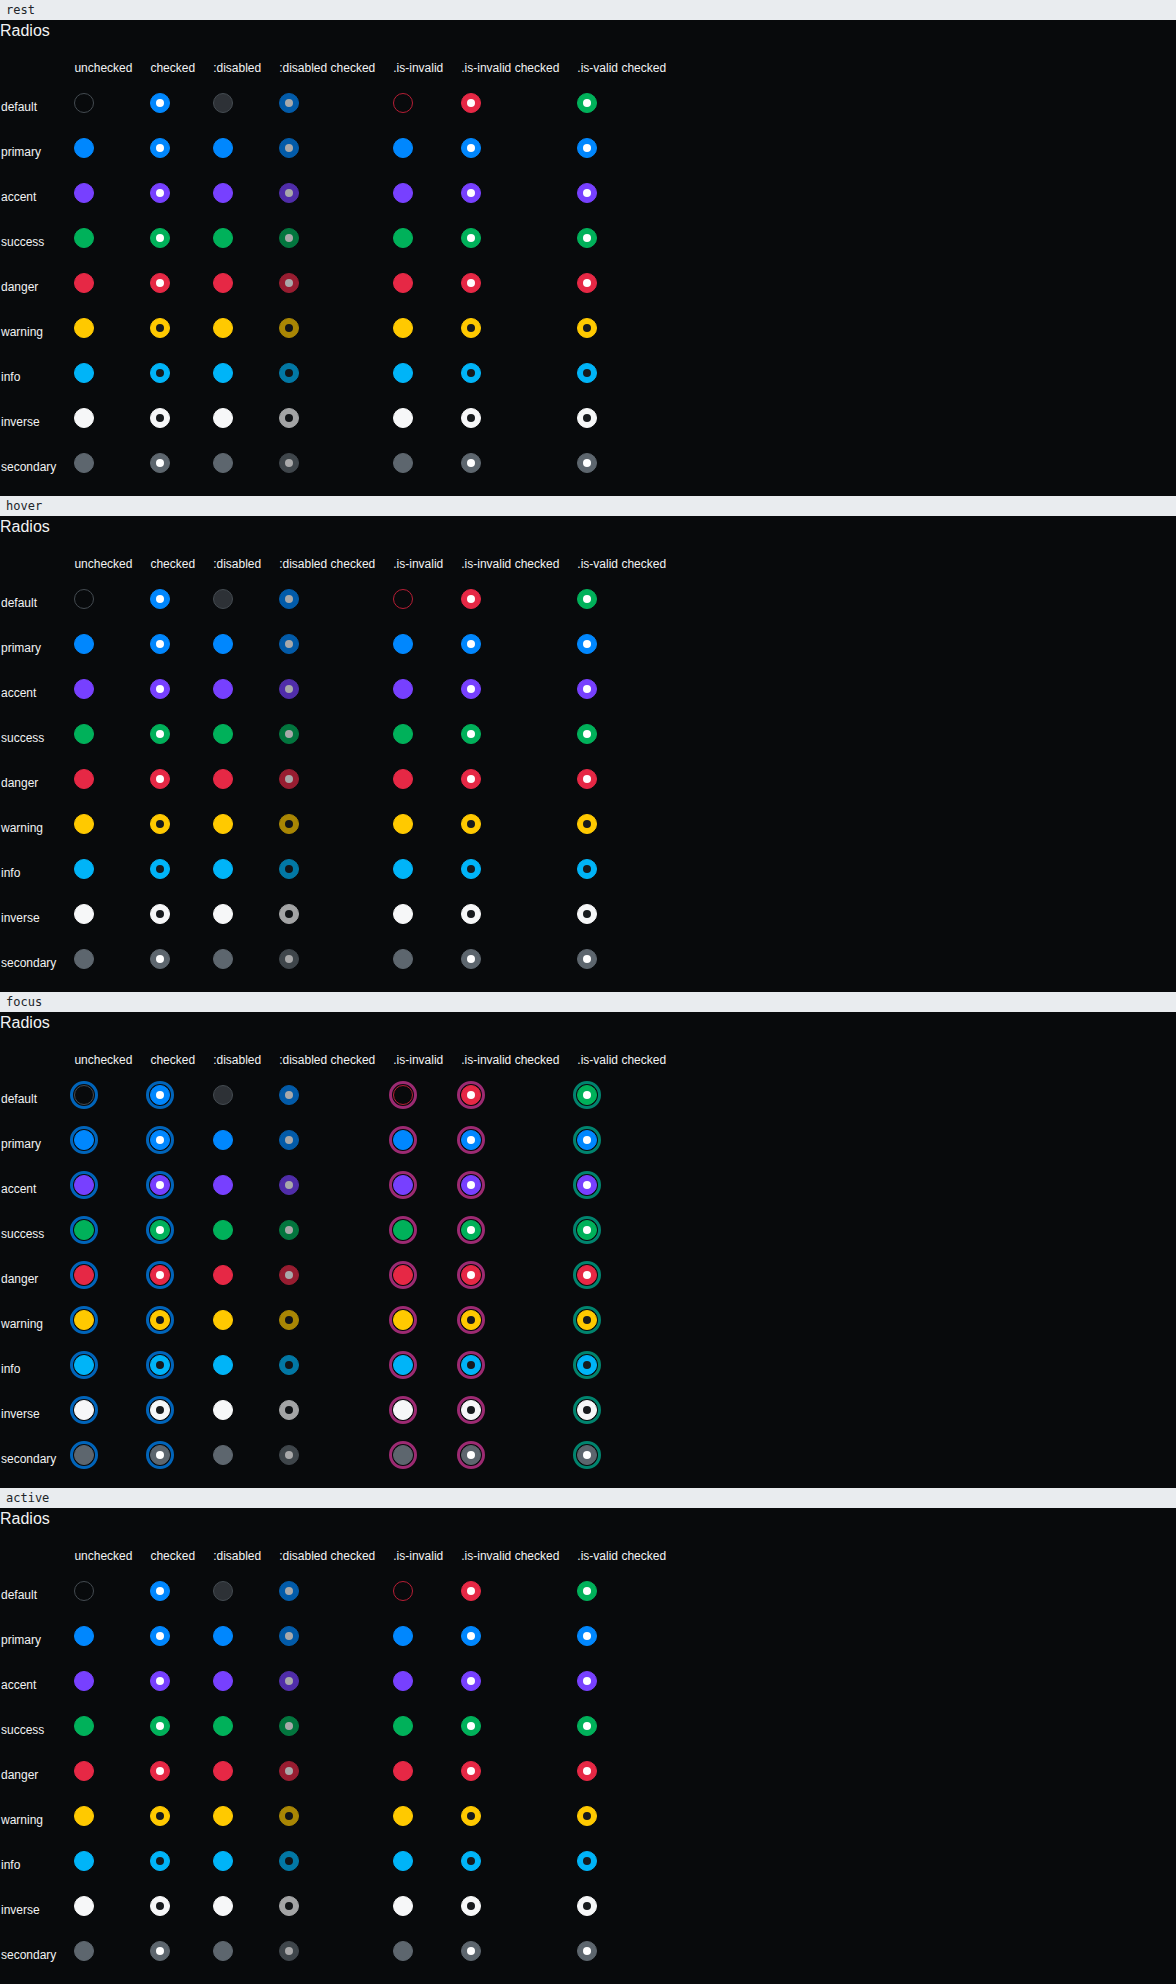 rest
Radios
unchecked checked :disabled :disabled checked .is-invalid .is-invalid checked .is-valid checked
default
primary
accent
success
danger
warning
info
inverse
secondary
hover
Radios
unchecked checked :disabled :disabled checked .is-invalid .is-invalid checked .is-valid checked
default
primary
accent
success
danger
warning
info
inverse
secondary
focus
Radios
unchecked checked :disabled :disabled checked .is-invalid .is-invalid checked .is-valid checked
default
primary
accent
success
danger
warning
info
inverse
secondary
active
Radios
unchecked checked :disabled :disabled checked .is-invalid .is-invalid checked .is-valid checked
default
primary
accent
success
danger
warning
info
inverse
secondary